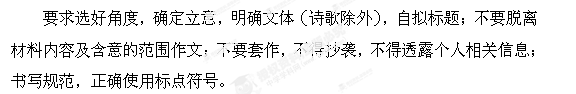 要求选好角度，确定立意，明确文体（诗歌除外），自拟标题；不要脱离
材料内容及含意的范围作文；不要套作，不得抄袭，不得透露个人相关信息；
书写规范，正确使用标点符号。